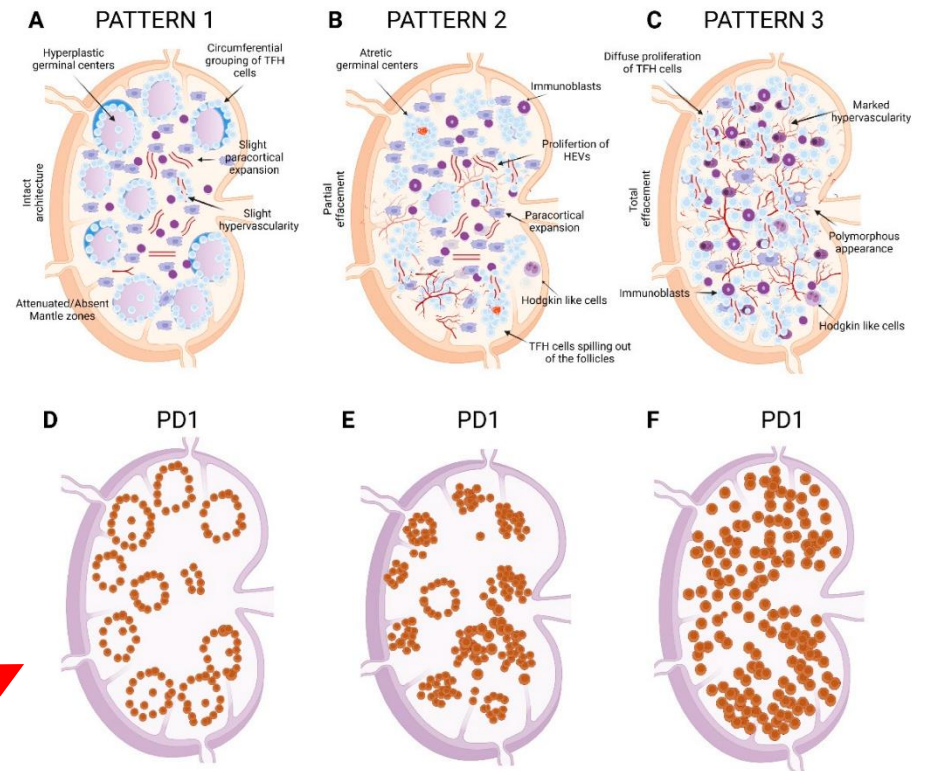 A PATTERN 1
Hyperplastic
germinal centers
Circumferential
grouping of TFH
cells
Slight
paracortical
expansion
Slight
hypervascularity
Intact
architecture
Attenuated/Absent
Mantle zones
B PATTERN 2
Atretic
germinal centers
Immunoblasts
Prolifertion of
HEVs
Partial
effacement
Paracortical
expansion
Hodgkin like cells
TFH cells spilling out
of the follicles
C PATTERN 3
Diffuse proliferation
of TFH cells
Marked
hypervascularity
Total
effacement
Polymorphous
appearance
Immunoblasts
Hodgkin like cells
D PD1
E PD1
F PD1